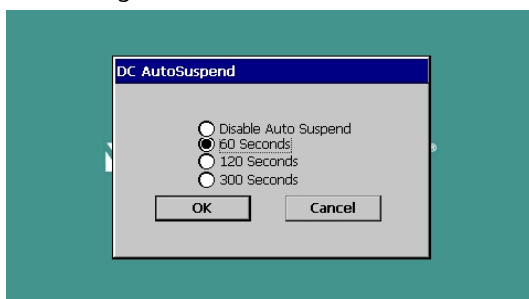 DC AutoSuspend
Disable Auto Suspend
60 Seconds
120 Seconds
300 Seconds
OK Cancel